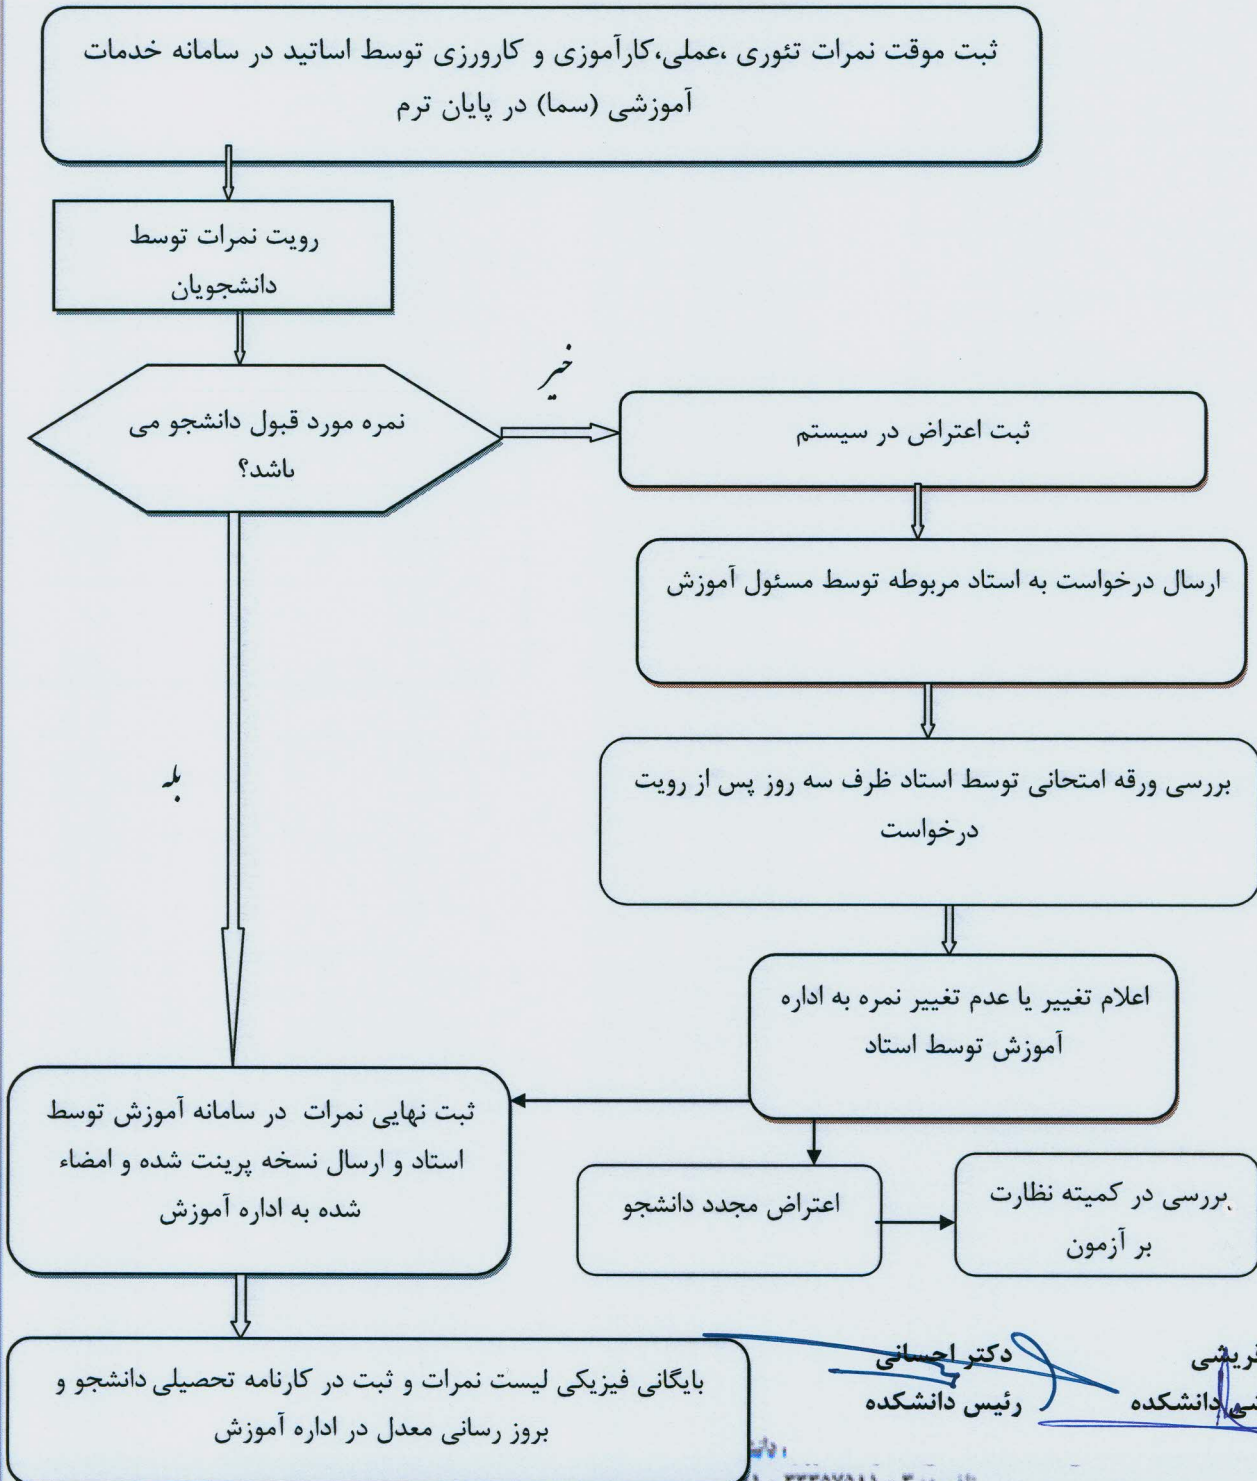 ثبت موقت نمرات تئوری ،عملی،کارآموزی و کارورزی توسط اساتید در سامانه خدمات
آموزشی (سما) در پایان ترم
رویت نمرات توسط
دانشجویان
نمره مورد قبول دانشجو می
باشد؟
خیر
ثبت اعتراض در سیستم
ارسال درخواست به استاد مربوطه توسط مسئول آموزش
بررسی ورقه امتحانی توسط استاد ظرف سه روز پس از رویت
درخواست
بله
اعلام تغییر یا عدم تغییر نمره به اداره
آموزش توسط استاد
ثبت نهایی نمرات در سامانه آموزش توسط
استاد و ارسال نسخه پرینت شده و امضاء
شده به اداره آموزش
اعتراض مجدد دانشجو
بررسی در کمیته نظارت
بر آزمون
بایگانی فیزیکی لیست نمرات و ثبت در کارنامه تحصیلی دانشجو و
بروز رسانی معدل در اداره آموزش
دکتر احسانی
رئیس دانشکده
دانشکده